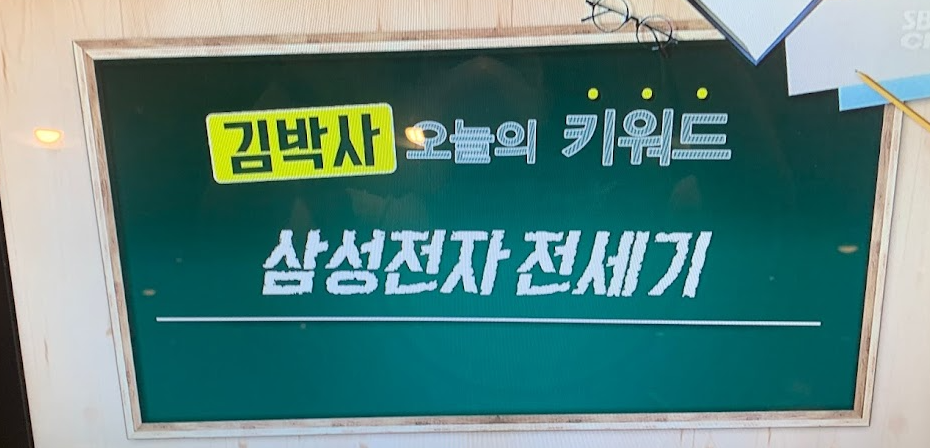 김박사 오늘의 키워드
삼성전자 전세기